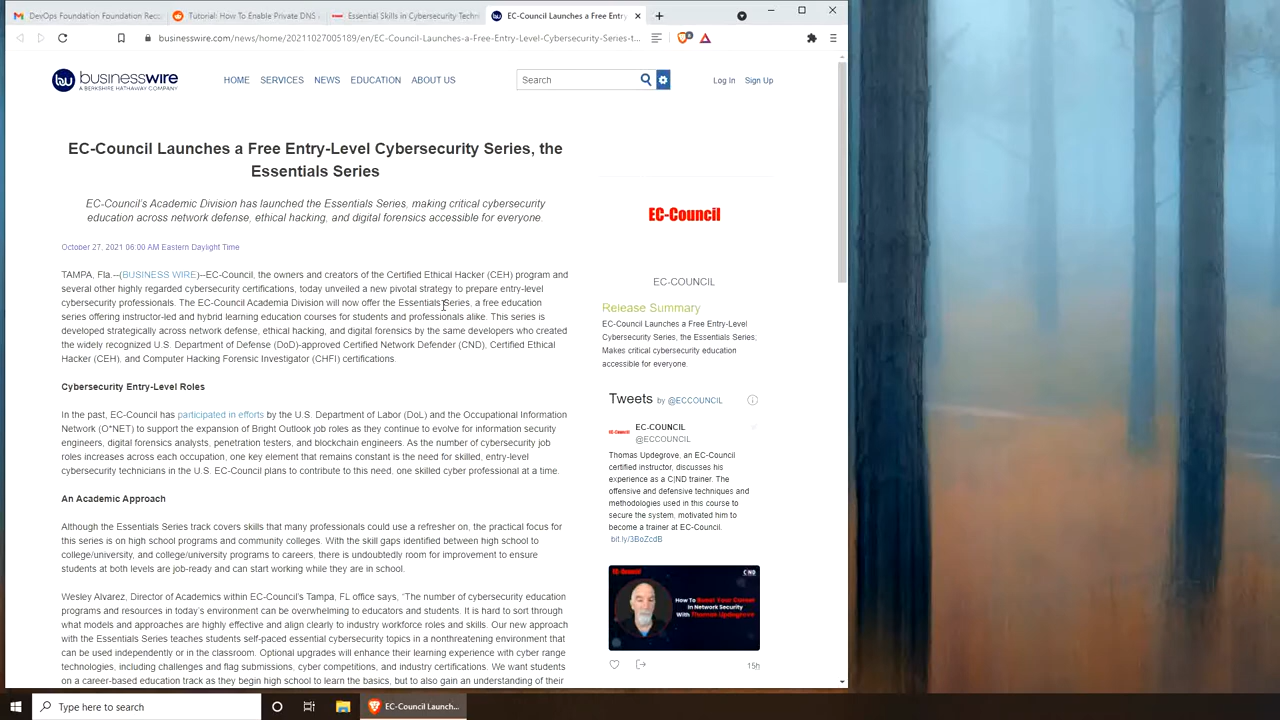 DevOps Foundation Foundation Reco
Tutorial: How To Enable Private DNS
Essential Skills in Cybersecurity Techni
EC-Council Launches a Free Entry
businesswire.com/news/home/20211027005189/en/EC-Council-Launches-a-Free-Entry-Level-Cybersecurity-Series-t...
bw businesswire
A BERKSHIRE HATHAWAY COMPANY
HOME SERVICES NEWS EDUCATION ABOUT US
Search
Log In Sign Up
EC-Council Launches a Free Entry-Level Cybersecurity Series, the
Essentials Series
EC-Council's Academic Division has launched the Essentials Series, making critical cybersecurity
education across network defense, ethical hacking, and digital forensics accessible for everyone.
October 27, 2021 06:00 AM Eastern Daylight Time
TAMPA, Fla.--(BUSINESS WIRE)--EC-Council, the owners and creators of the Certified Ethical Hacker (CEH) program and
several other highly regarded cybersecurity certifications, today unveiled a new pivotal strategy to prepare entry-level
cybersecurity professionals. The EC-Council Academia Division will now offer the Essentials Series, a free education
series offering instructor-led and hybrid learning education courses for students and professionals alike. This series is
developed strategically across network defense, ethical hacking, and digital forensics by the same developers who created
the widely recognized U.S. Department of Defense (DoD)-approved Certified Network Defender (CND), Certified Ethical
Hacker (CEH), and Computer Hacking Forensic Investigator (CHFI) certifications.
Cybersecurity Entry-Level Roles
In the past, EC-Council has participated in efforts by the U.S. Department of Labor (DoL) and the Occupational Information
Network (O*NET) to support the expansion of Bright Outlook job roles as they continue to evolve for information security
engineers, digital forensics analysts, penetration testers, and blockchain engineers. As the number of cybersecurity job
roles increases across each occupation, one key element that remains constant is the need for skilled, entry-level
cybersecurity technicians in the U.S. EC-Council plans to contribute to this need, one skilled cyber professional at a time.
An Academic Approach
Although the Essentials Series track covers skills that many professionals could use a refresher on, the practical focus for
this series is on high school programs and community colleges. With the skill gaps identified between high school to
college/university, and college/university programs to careers, there is undoubtedly room for improvement to ensure
students at both levels are job-ready and can start working while they are in school.
Wesley Alvarez, Director of Academics within EC-Council's Tampa, FL office says, “The number of cybersecurity education
programs and resources in today's environment can be overwhelming to educators and students. It is hard to sort through
what models and approaches are highly effective and align clearly to industry workforce roles and skills. Our new approach
with the Essentials Series teaches students self-paced essential cybersecurity topics in a nonthreatening environment that
can be used independently or in the classroom. Optional upgrades will enhance their learning experience with cyber range
technologies, including challenges and flag submissions, cyber competitions, and industry certifications. We want students
on a career-based education track as they begin high school to learn the basics, but to also gain an understanding of their
EC-Council
EC-COUNCIL
Release Summary
EC-Council Launches a Free Entry-Level
Cybersecurity Series, the Essentials Series,
Makes critical cybersecurity education
accessible for everyone.
Tweets by @ECCOUNCIL
EC-COUNCIL
@ECCOUNCIL
Thomas Updegrove, an EC-Council
certified instructor, discusses his
experience as a C|ND trainer. The
offensive and defensive techniques and
methodologies used in this course to
secure the system, motivated him to
become a trainer at EC-Council.
bit.ly/3BoZcdB
EC-Council
C|ND
How To Boost Your Career
In Network Security
With Thomas Updegrove
15h
Type here to search
EC-Council Launch...